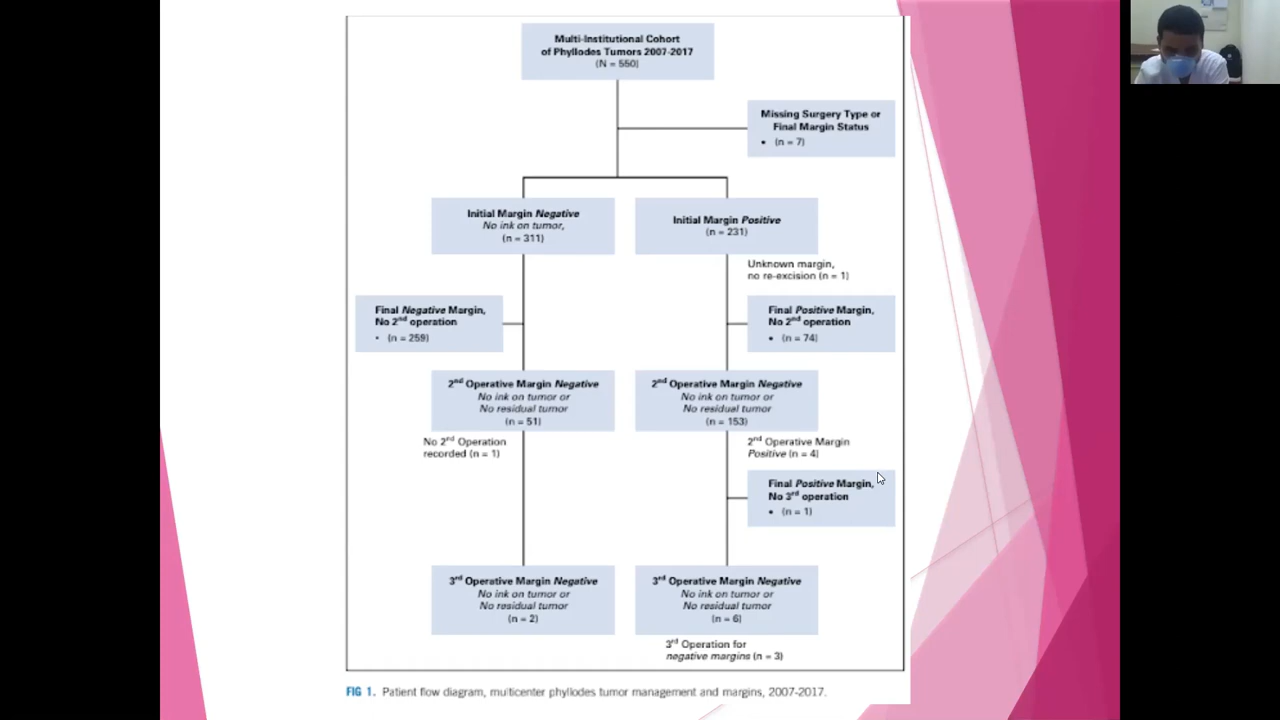 Multi-Institutional Cohort
of Phyllodes Tumors 2007-2017
(N = 550)
Missing Surgery Type or
Final Margin Status
• (n = 7)
Initial Margin Negative
No ink on tumor,
(n = 311)
Initial Margin Positive
(n = 231)
Unknown margin,
no re-excision (n = 1)
Final Negative Margin,
No 2nd operation
• (n = 259)
Final Positive Margin,
No 2nd operation
• (n = 74)
2nd Operative Margin Negative
No ink on tumor or
No residual tumor
(n = 51)
2nd Operative Margin Negative
No ink on tumor or
No residual tumor
(n = 153)
No 2nd Operation
recorded (n = 1)
2nd Operative Margin
Positive (n = 4)
Final Positive Margin,
No 3rd operation
• (n = 1)
3rd Operative Margin Negative
No ink on tumor or
No residual tumor
(n = 2)
3rd Operative Margin Negative
No ink on tumor or
No residual tumor
(n = 6)
3rd Operation for
negative margins (n = 3)
FIG 1. Patient flow diagram, multicenter phyllodes tumor management and margins, 2007-2017.